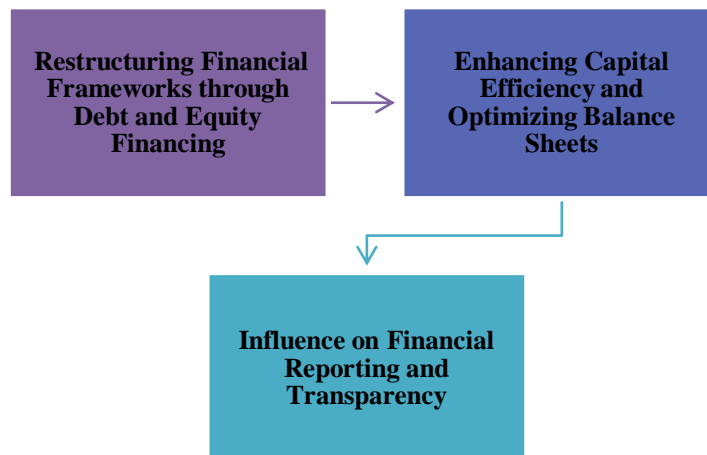 Restructuring Financial
Frameworks through
Debt and Equity
Financing
Enhancing Capital
Efficiency and
Optimizing Balance
Sheets
Influence on Financial
Reporting and
Transparency